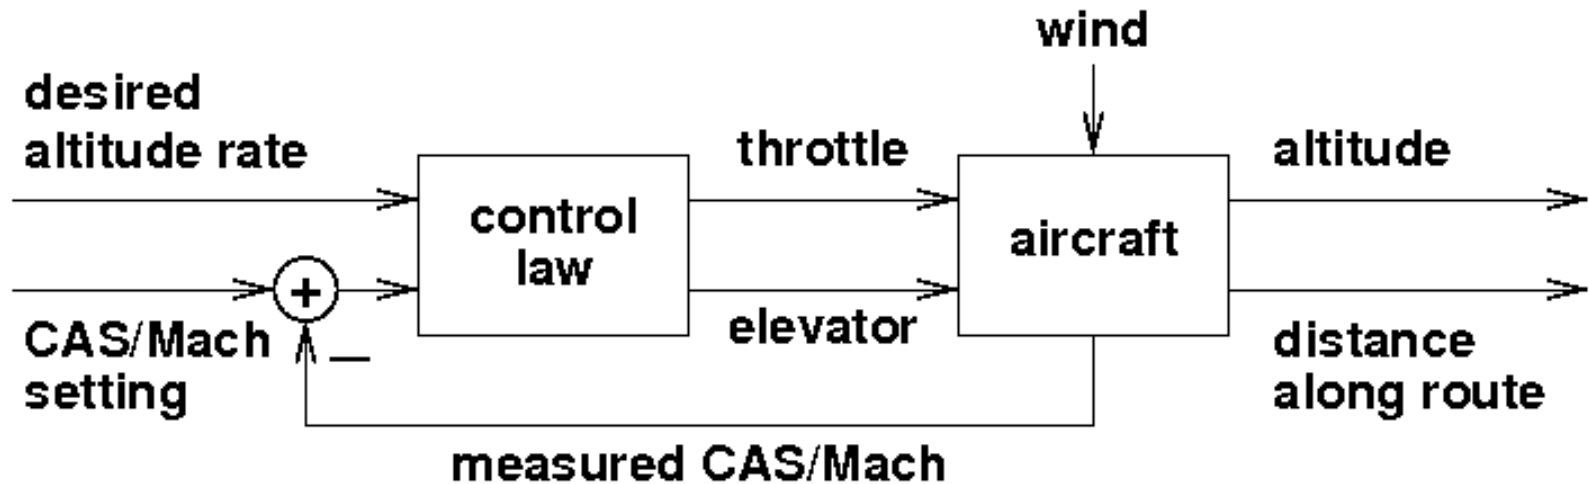 wind
desired
altitude rate
throttle
altitude
control
law
aircraft
+
CAS/Mach
setting
–
elevator
distance
along route
measured CAS/Mach